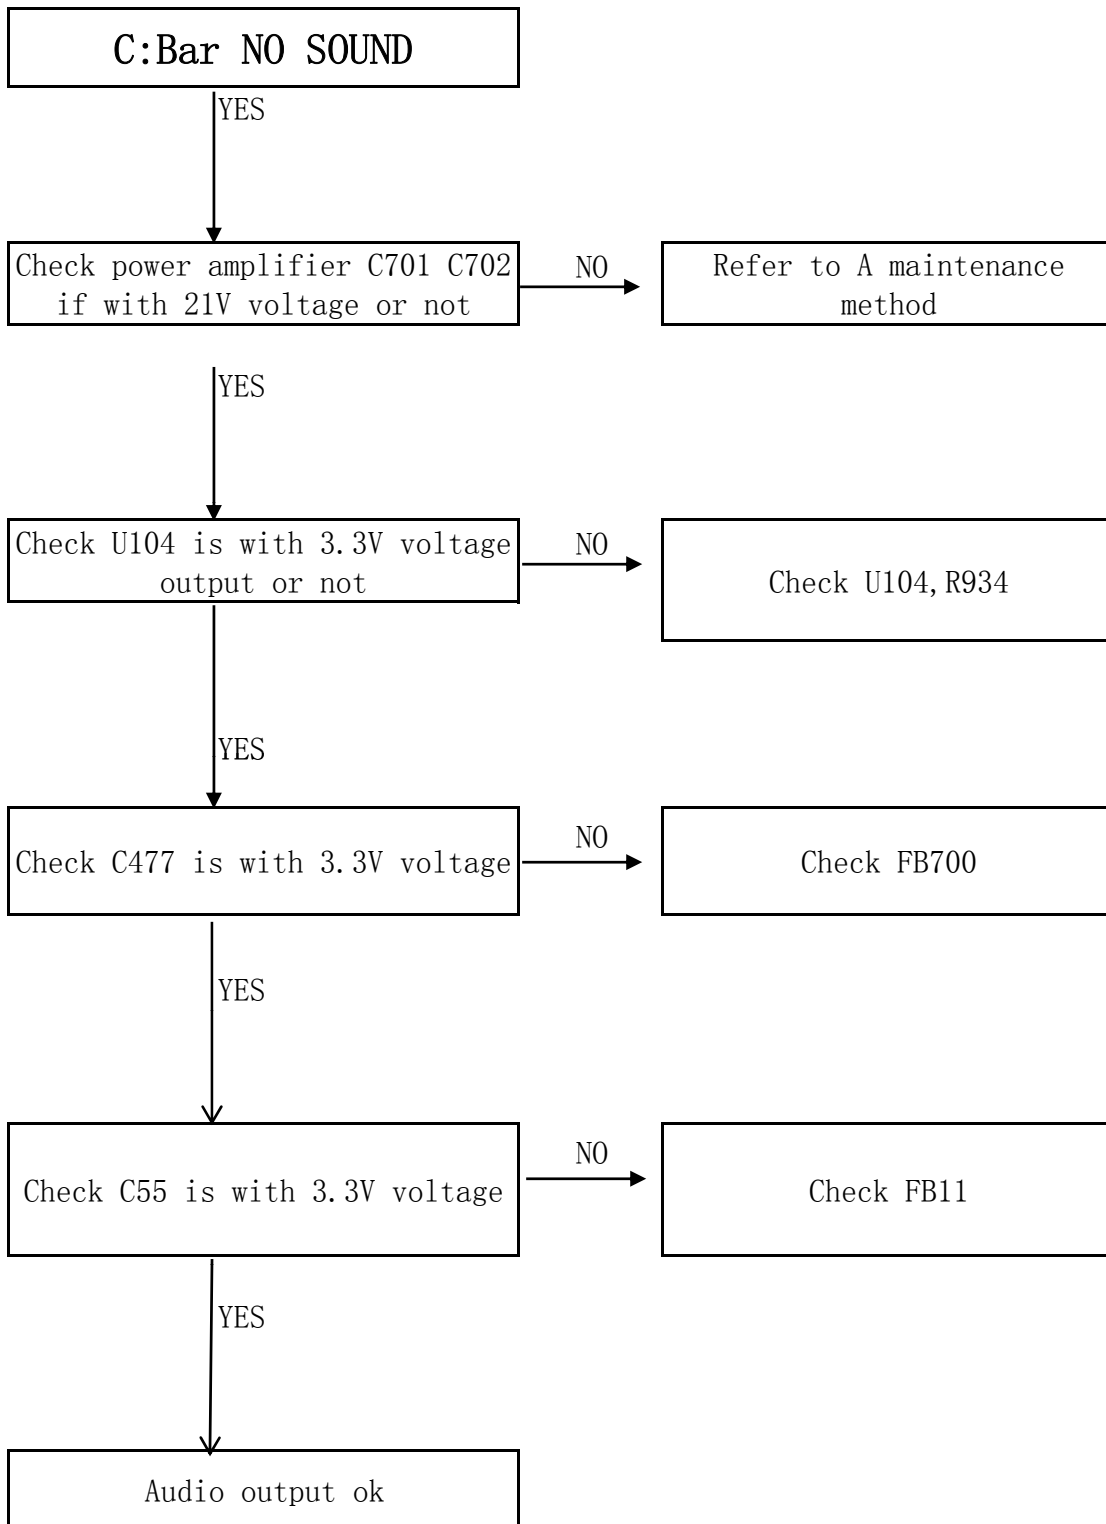 C:Bar NO SOUND
YES
Check power amplifier C701 C702
if with 21V voltage or not
NO
Refer to A maintenance
method
YES
Check U104 is with 3.3V voltage
output or not
NO
Check U104,R934
YES
Check C477 is with 3.3V voltage
NO
Check FB700
YES
Check C55 is with 3.3V voltage
NO
Check FB11
YES
Audio output ok